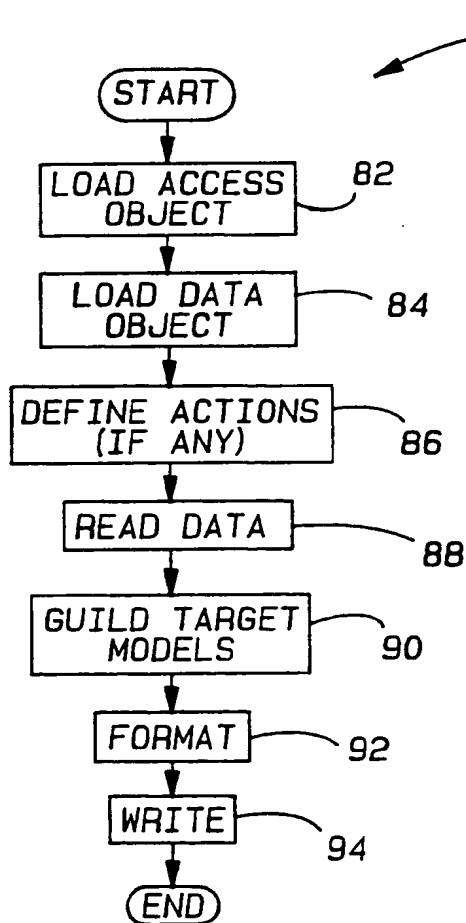 START
LOAD ACCESS
OBJECT
82
LOAD DATA
OBJECT
84
DEFINE ACTIONS
(IF ANY)
86
READ DATA
88
GUILD TARGET
MODELS
90
FORMAT
92
WRITE
94
END